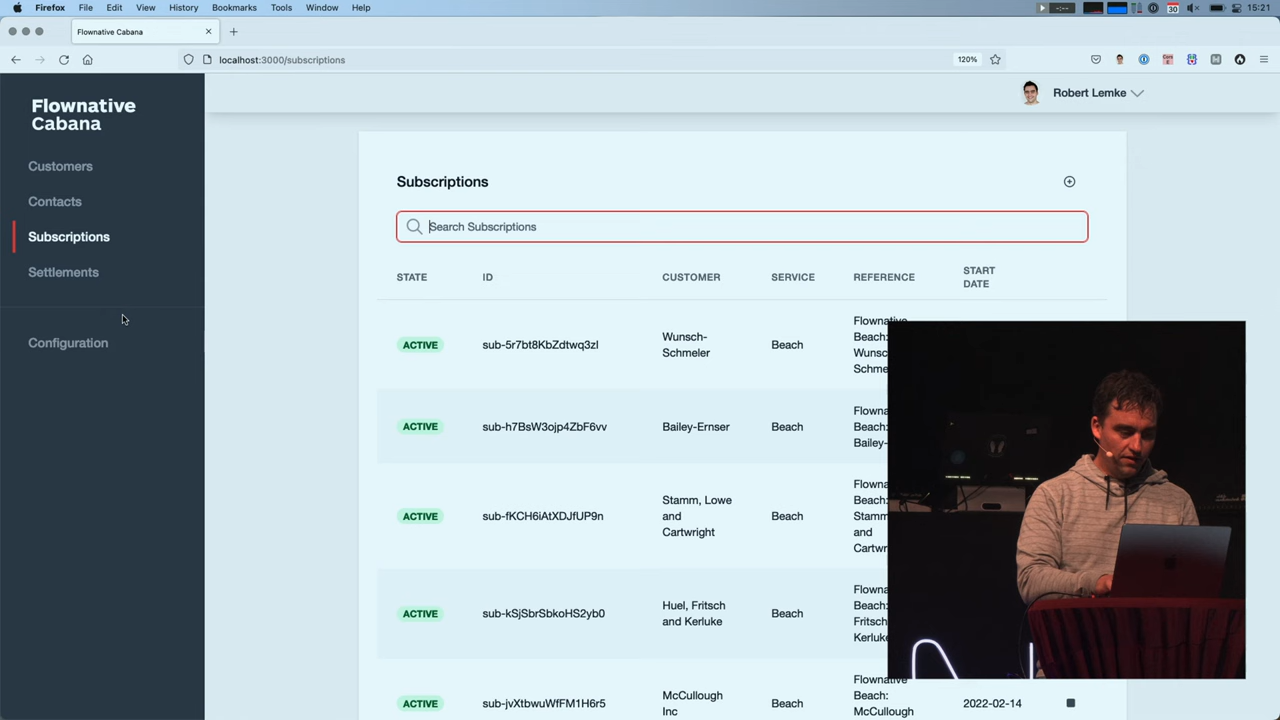 Firefox File Edit View History Bookmarks Tools Window Help
-:-- 30 15:21
Flownative Cabana
localhost:3000/subscriptions 120%
Flownative
Cabana
Robert Lemke
Customers
Contacts
Subscriptions
Settlements
Configuration
Subscriptions
Search Subscriptions
STATE ID CUSTOMER SERVICE REFERENCE START
DATE
ACTIVE sub-5r7bt8KbZdtwq3zl Wunsch-
Schmeler Beach Flownative
Beach:
Wunsc
Schme
ACTIVE sub-h7BsW3ojp4ZbF6vv Bailey-Ernser Beach Flowna
Beach:
Bailey-
ACTIVE sub-fKCH6iAtXDJfUP9n Stamm, Lowe
and
Cartwright Beach Flowna
Beach:
Stamm
and
Cartwr
ACTIVE sub-kSjSbrSbkoHS2yb0 Huel, Fritsch
and Kerluke Beach Flowna
Beach:
Fritsch
Kerluke
ACTIVE sub-jvXtbwuWfFM1H6r5 McCullough
Inc Beach Flownative
Beach:
McCullough 2022-02-14